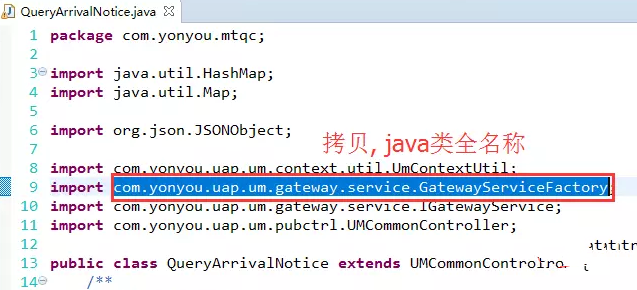 QueryArrivalNotice.java
1 package com.yonyou.mtqc;
2
3 import java.util.HashMap;
4 import java.util.Map;
5
6 import org.json.JSONObject;
7
拷贝, java类全名称
8 import com.yonyou.uap.um.context.util.UmContextUtil;
9 import com.yonyou.uap.um.gateway.service.GatewayServiceFactory;
10 import com.yonyou.uap.um.gateway.service.IGatewayService;
11 import com.yonyou.uap.um.pubctrl.UMCommonController;
12
13 public class QueryArrivalNotice extends UMCommonContro
14 /**